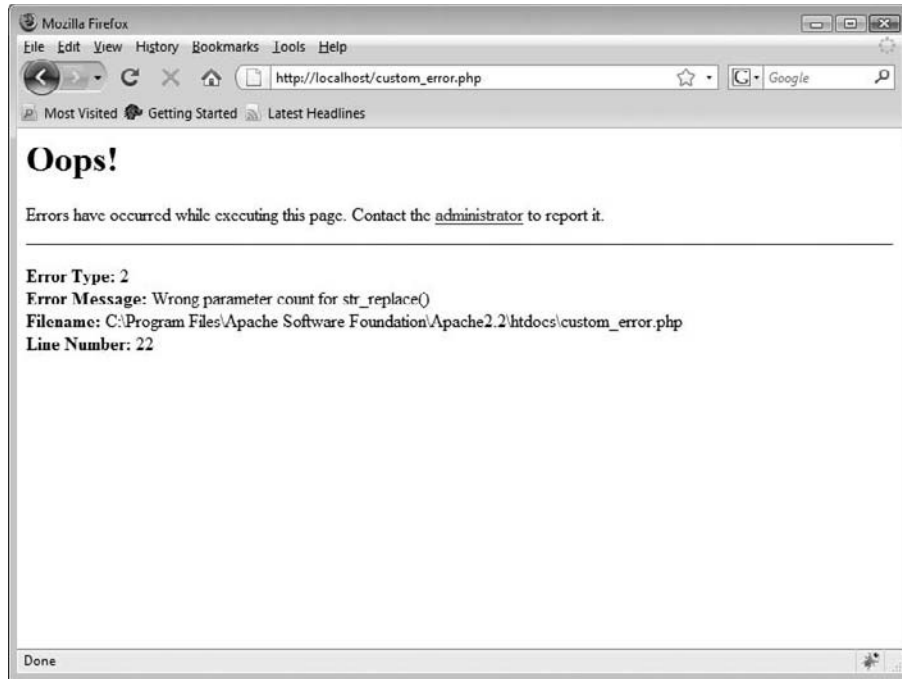 Mozilla Firefox
File Edit View History Bookmarks Tools Help
http://localhost/custom_error.php
G Google
Most Visited Getting Started Latest Headlines
Oops!
Errors have occurred while executing this page. Contact the administrator to report it.
Error Type: 2
Error Message: Wrong parameter count for str_replace()
Filename: C:\Program Files\Apache Software Foundation\Apache2.2\htdocs\custom_error.php
Line Number: 22
Done